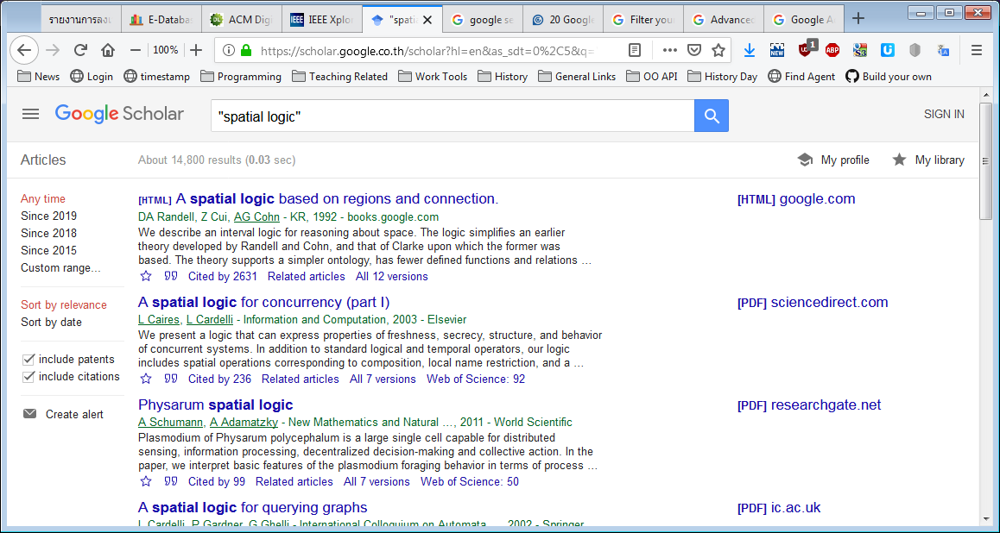 รายงานการลงเ E-Databa ACM Digi IEEE Xplor "spatial google se 20 Google Filter your Advanced Google A
100% https://scholar.google.co.th/scholar?hl=en&as_sdt=0%2C5&q= 1
News Login timestamp Programming Teaching Related Work Tools History General Links OO API History Day Find Agent Build your own
Google Scholar "spatial logic" SIGN IN
Articles About 14,800 results (0.03 sec) My profile My library
Any time
Since 2019
Since 2018
Since 2015
Custom range...
Sort by relevance
Sort by date
include patents
include citations
Create alert
[HTML] A spatial logic based on regions and connection.
DA Randell, Z Cui, AG Cohn - KR, 1992 - books.google.com
We describe an interval logic for reasoning about space. The logic simplifies an earlier
theory developed by Randell and Cohn, and that of Clarke upon which the former was
based. The theory supports a simpler ontology, has fewer defined functions and relations …
Cited by 2631 Related articles All 12 versions
[HTML] google.com
A spatial logic for concurrency (part I)
L Caires, L Cardelli - Information and Computation, 2003 - Elsevier
We present a logic that can express properties of freshness, secrecy, structure, and behavior
of concurrent systems. In addition to standard logical and temporal operators, our logic
includes spatial operations corresponding to composition, local name restriction, and a …
Cited by 236 Related articles All 7 versions Web of Science: 92
[PDF] sciencedirect.com
Physarum spatial logic
A Schumann, A Adamatzky - New Mathematics and Natural …, 2011 - World Scientific
Plasmodium of Physarum polycephalum is a large single cell capable for distributed
sensing, information processing, decentralized decision-making and collective action. In the
paper, we interpret basic features of the plasmodium foraging behavior in terms of process …
Cited by 99 Related articles All 7 versions Web of Science: 50
[PDF] researchgate.net
A spatial logic for querying graphs
L Cardelli, P Gardner, G Ghelli - International Colloquium on Automata …, 2002 - Springer
[PDF] ic.ac.uk